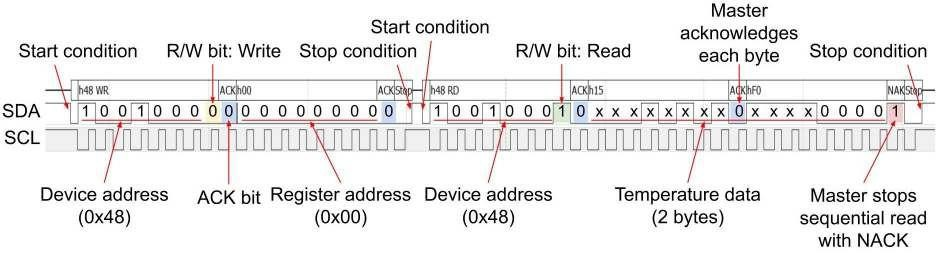 Start condition
R/W bit: Write
Stop condition
Start condition
R/W bit: Read
Master
acknowledges
each byte
Stop condition
h48 WR ACK h00 ACK Stop h48 RD ACK h15 ACK hF0 NAK Stop
SDA 1 0 0 1 0 0 0 0 0 0 0 0 0 0 0 0 0 0 1 0 0 1 0 0 0 1 0 x x x x x x x x 0 x x x x 0 0 0 0 1
SCL
Device address
(0x48)
ACK bit
Register address
(0x00)
Device address
(0x48)
Temperature data
(2 bytes)
Master stops
sequential read
with NACK